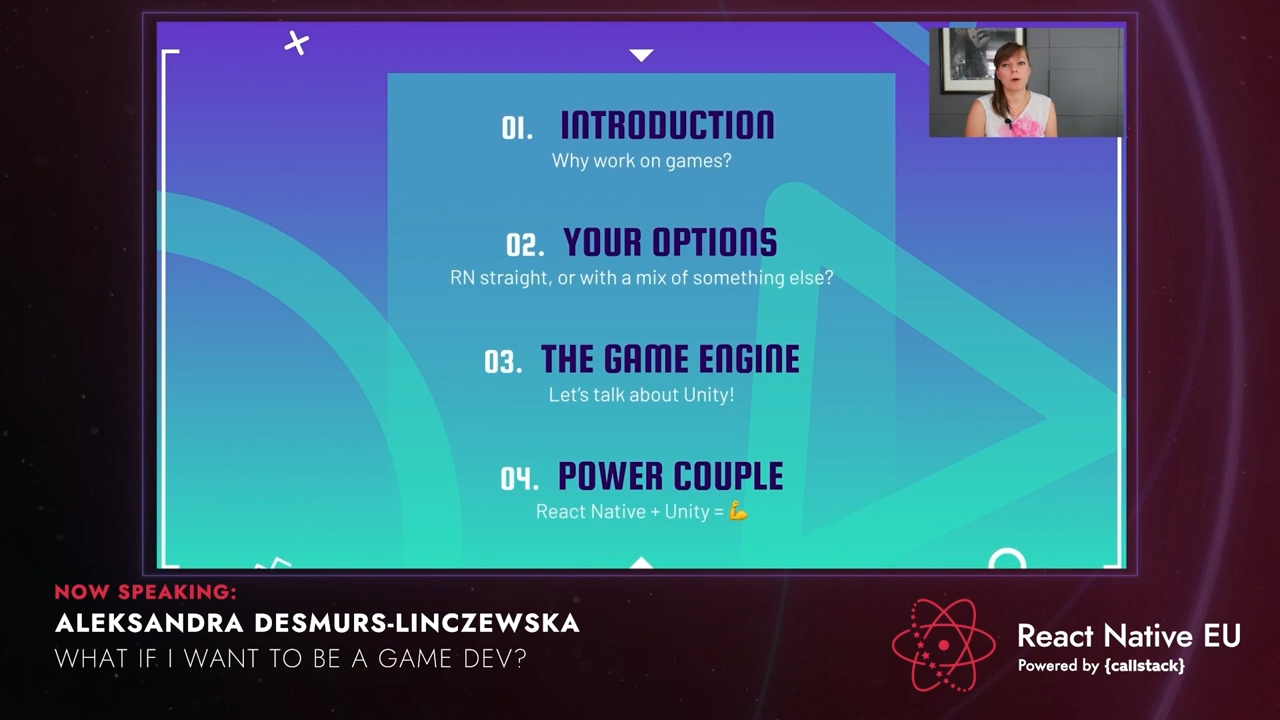 01. INTRODUCTION
Why work on games?
02. YOUR OPTIONS
RN straight, or with a mix of something else?
03. THE GAME ENGINE
Let's talk about Unity!
04. POWER COUPLE
React Native + Unity = 💪
NOW SPEAKING:
ALEKSANDRA DESMURS-LINCZEWSKA
WHAT IF I WANT TO BE A GAME DEV?
React Native EU
Powered by {callstack}